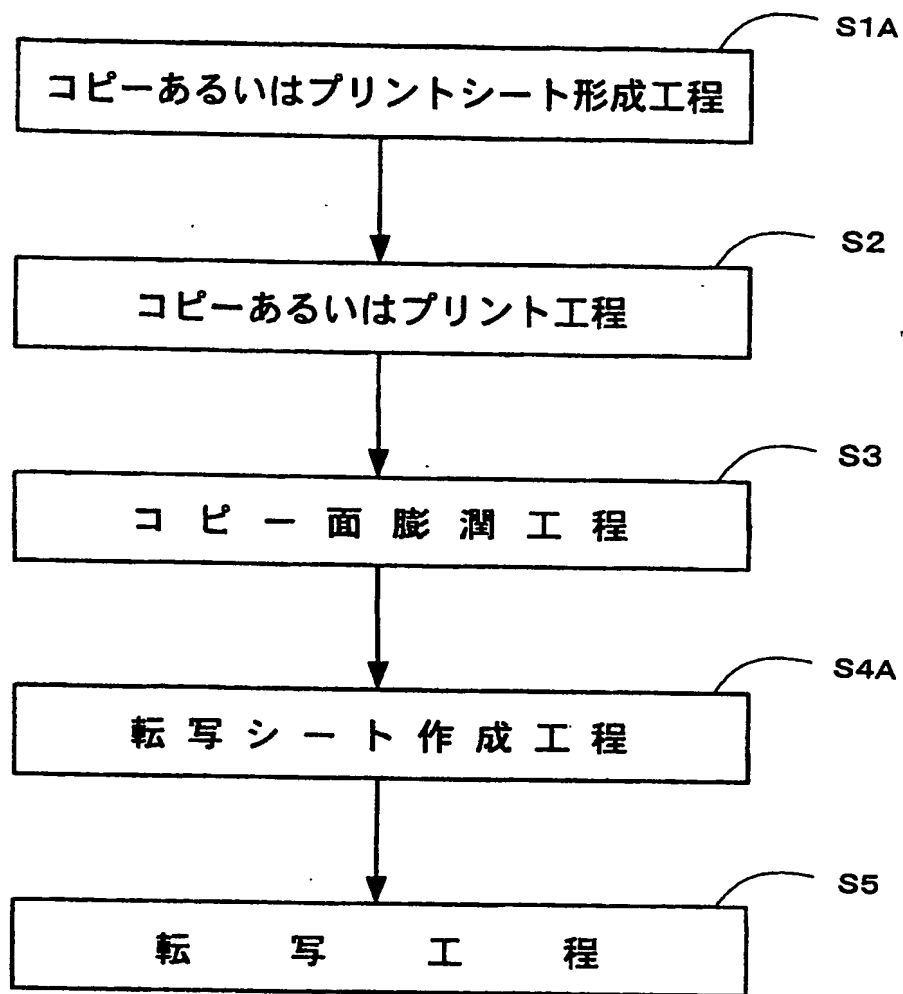 S1A
コピーあるいはプリントシート形成工程
S2
コピーあるいはプリント工程
S3
コピー面膨潤工程
S4A
転写シート作成工程
S5
転写工程